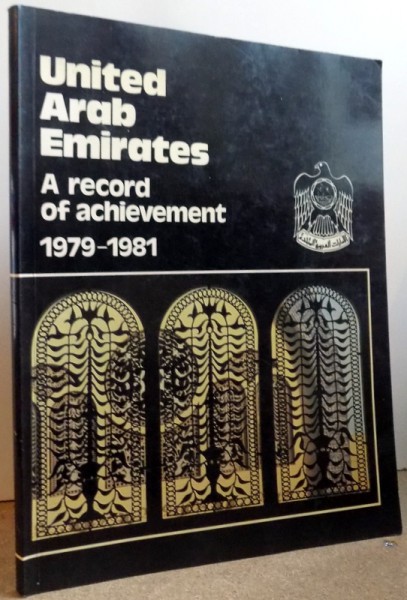 United
Arab
Emirates
A record
of achievement
1979–1981